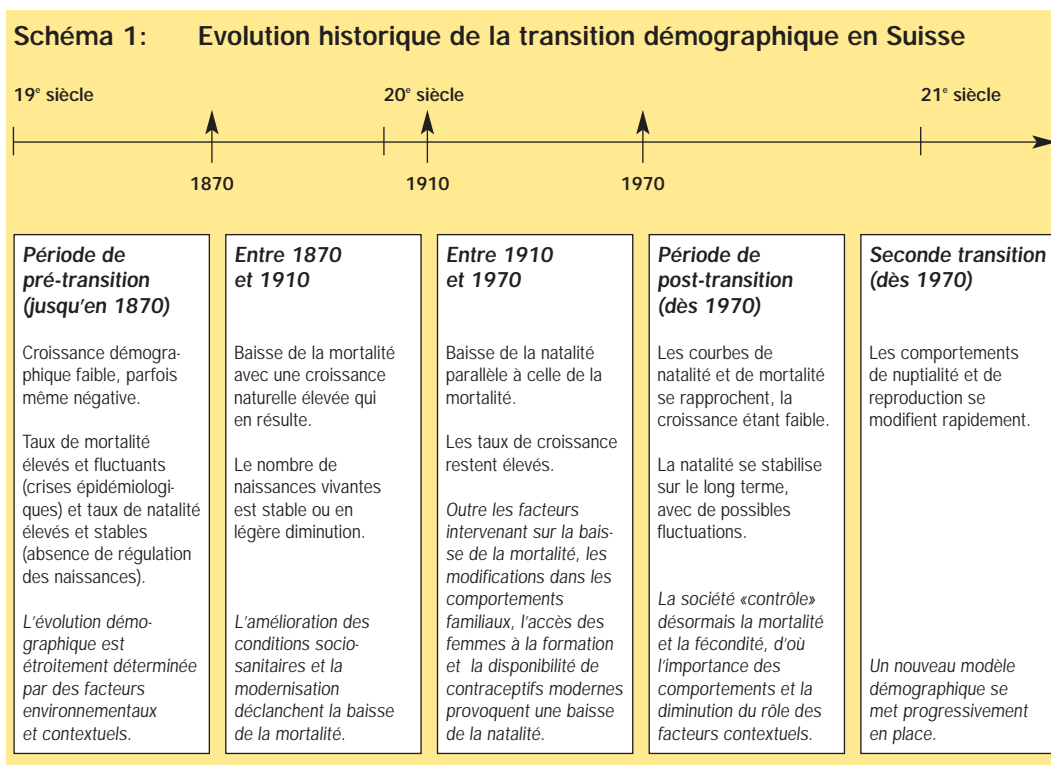 Schéma 1: Evolution historique de la transition démographique en Suisse
19e siècle
20e siècle
21e siècle
1870
1910
1970
Période de
pré-transition
(jusqu'en 1870)
Croissance démogra-
phique faible, parfois
même négative.
Taux de mortalité
élevés et fluctuants
(crises épidémiologi-
ques) et taux de natalité
élevés et stables
(absence de régulation
des naissances).
L'évolution démo-
graphique est
étroitement déterminée
par des facteurs
environnementaux
et contextuels.
Entre 1870
et 1910
Baisse de la mortalité
avec une croissance
naturelle élevée qui
en résulte.
Le nombre de
naissances vivantes
est stable ou en
légère diminution.
L'amélioration des
conditions socio-
sanitaires et la
modernisation
déclanchent la baisse
de la mortalité.
Entre 1910
et 1970
Baisse de la natalité
parallèle à celle de la
mortalité.
Les taux de croissance
restent élevés.
Outre les facteurs
intervenant sur la bais-
se de la mortalité, les
modifications dans les
comportements
familiaux, l'accès des
femmes à la formation
et la disponibilité de
contraceptifs modernes
provoquent une baisse
de la natalité.
Période de
post-transition
(dès 1970)
Les courbes de
natalité et de mortalité
se rapprochent, la
croissance étant faible.
La natalité se stabilise
sur le long terme,
avec de possibles
fluctuations.
La société «contrôle»
désormais la mortalité
et la fécondité, d'où
l'importance des
comportements et la
diminution du rôle des
facteurs contextuels.
Seconde transition
(dès 1970)
Les comportements
de nuptialité et de
reproduction se
modifient rapidement.
Un nouveau modèle
démographique se
met progressivement
en place.